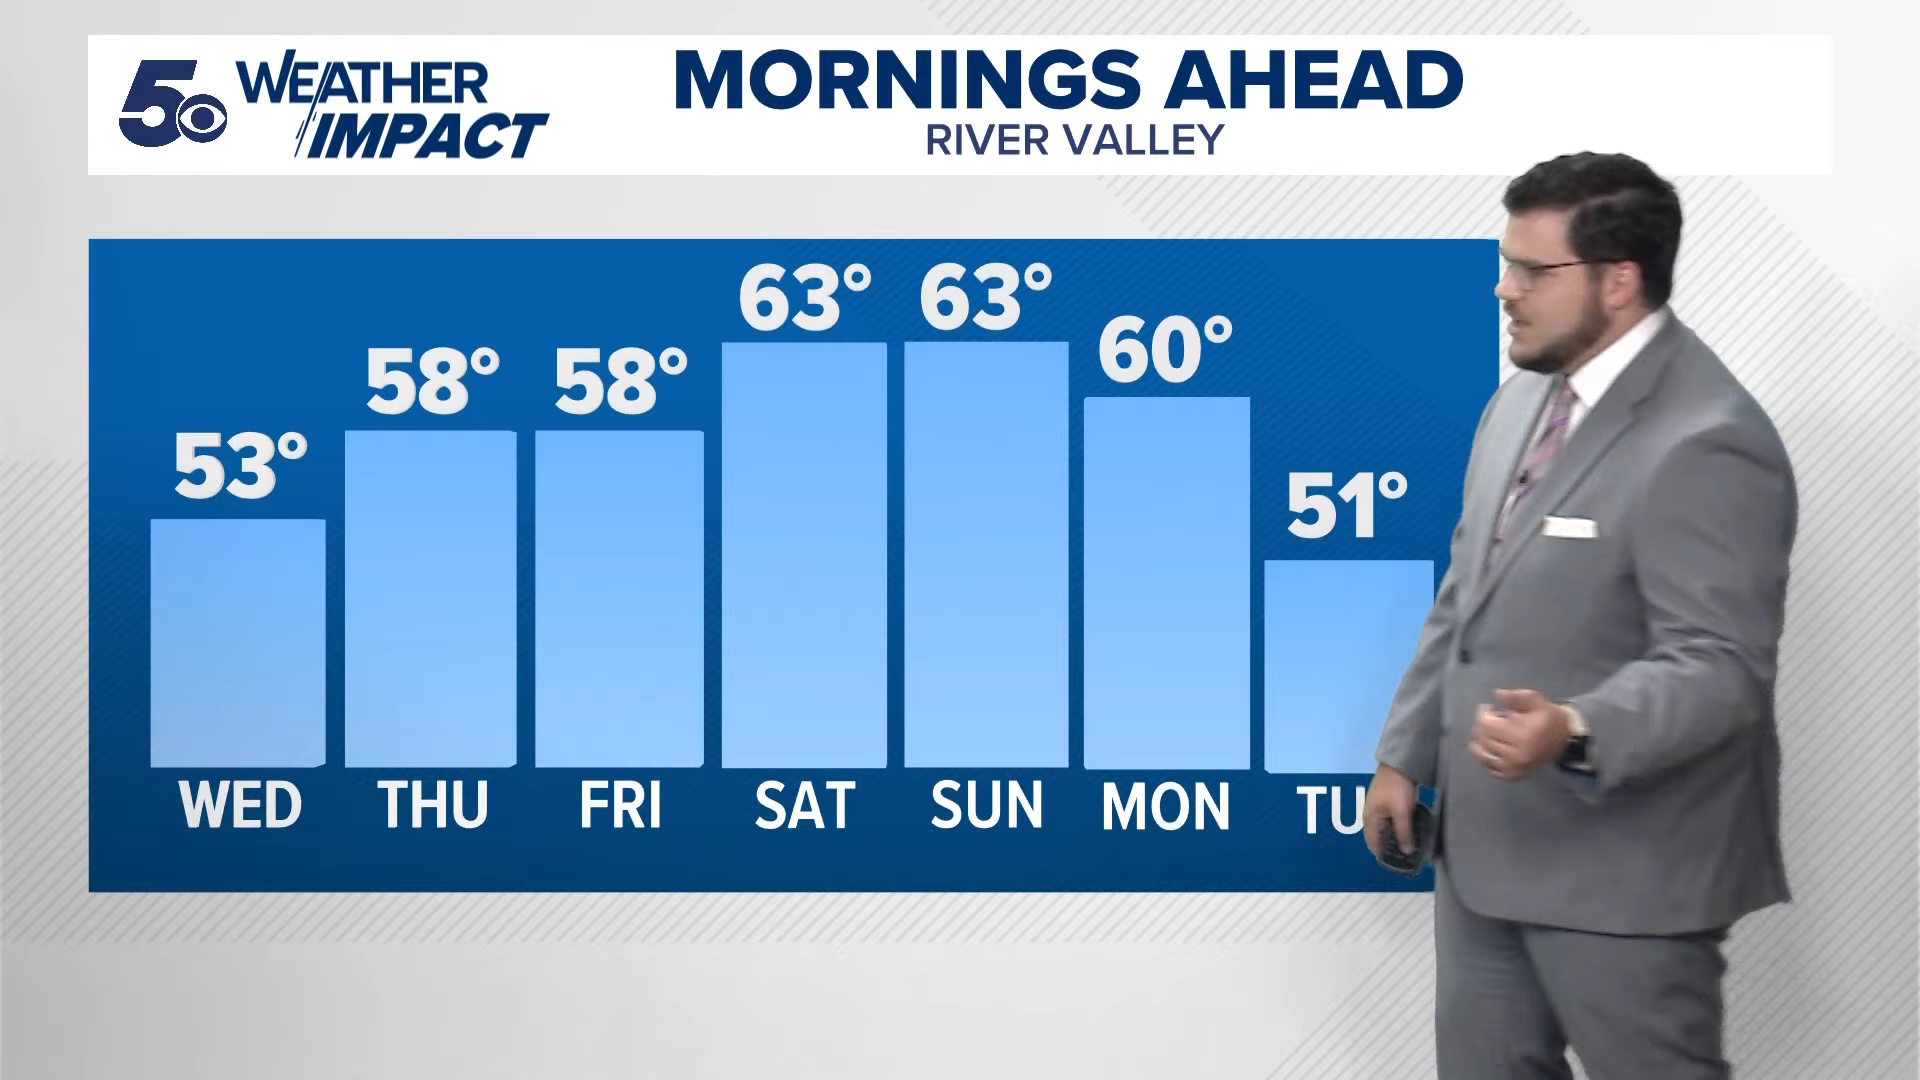 5 WEATHER
IMPACT
MORNINGS AHEAD
RIVER VALLEY
53° 58° 58° 63° 63° 60° 51°
WED THU FRI SAT SUN MON TU